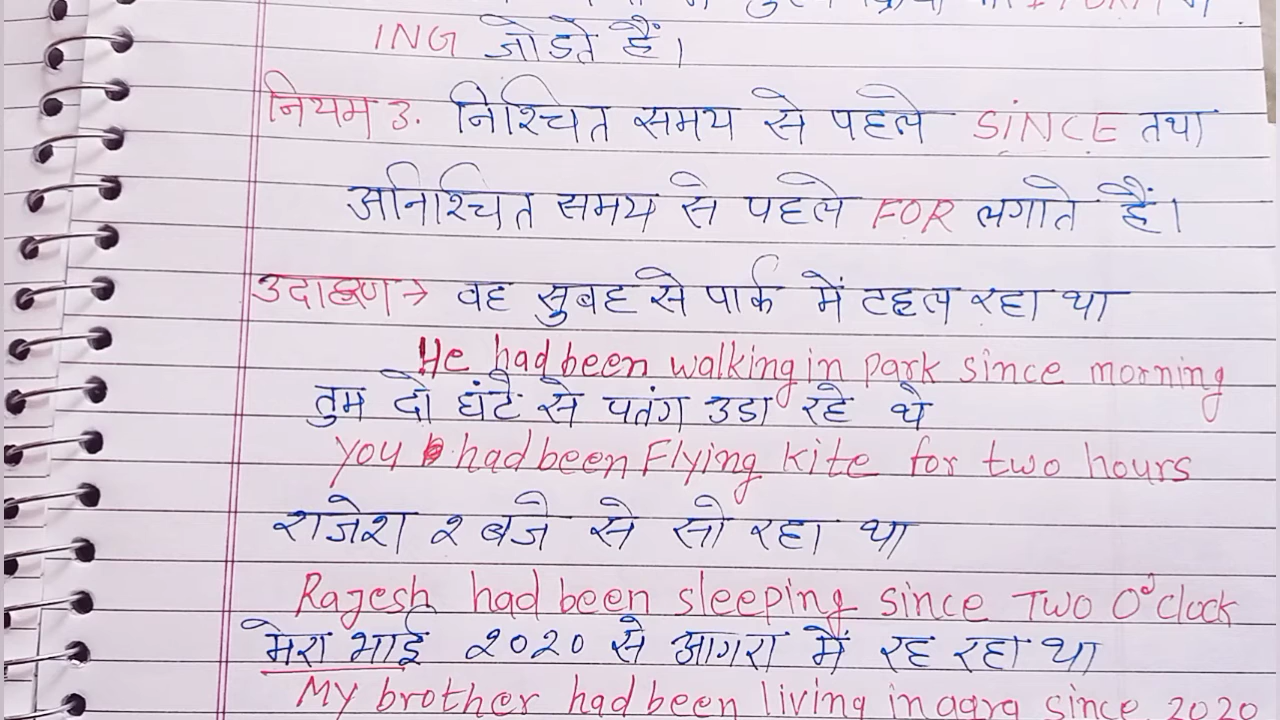 ING जोडते हैं।
नियम 3. निश्चित समय से पहले SINCE तथा
अनिश्चित समय से पहले FOR लगाते हैं।
उदाहरण → वह सुबह से पार्क में टहल रहा था
He had been walking in park since morning
तुम दो घंटे से पतंग उडा रहे थे
you had been Flying kite for two hours
राजेश २ बजे से सो रहा था
Rajesh had been sleeping since Two O'clock
मेरा भाई २०२० से आगरा में रह रहा था
My brother had been living in agra since 2020